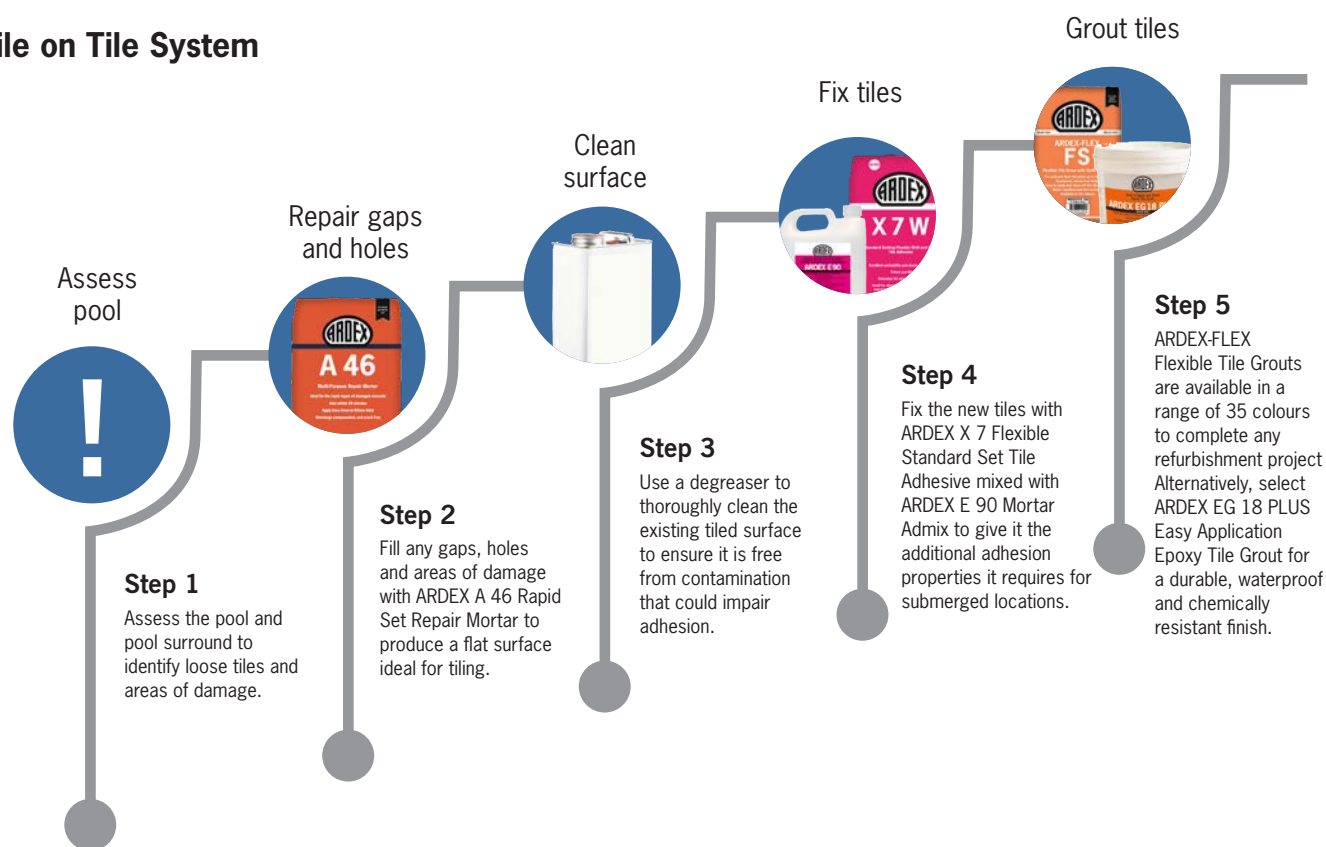 ile on Tile System
Assess
pool
!
Step 1
Assess the pool and
pool surround to
identify loose tiles and
areas of damage.
Repair gaps
and holes
ARDEX
A 46
Multi-Purpose Repair Mortar
Step 2
Fill any gaps, holes
and areas of damage
with ARDEX A 46 Rapid
Set Repair Mortar to
produce a flat surface
ideal for tiling.
Clean
surface
Step 3
Use a degreaser to
thoroughly clean the
existing tiled surface
to ensure it is free
from contamination
that could impair
adhesion.
Fix tiles
ARDEX
X 7 W
ARDEX E 90
Step 4
Fix the new tiles with
ARDEX X 7 Flexible
Standard Set Tile
Adhesive mixed with
ARDEX E 90 Mortar
Admix to give it the
additional adhesion
properties it requires for
submerged locations.
Grout tiles
ARDEX
ARDEX-FLEX
FS
ARDEX
ARDEX EG 18
Step 5
ARDEX-FLEX
Flexible Tile Grouts
are available in a
range of 35 colours
to complete any
refurbishment project
Alternatively, select
ARDEX EG 18 PLUS
Easy Application
Epoxy Tile Grout for
a durable, waterproof
and chemically
resistant finish.